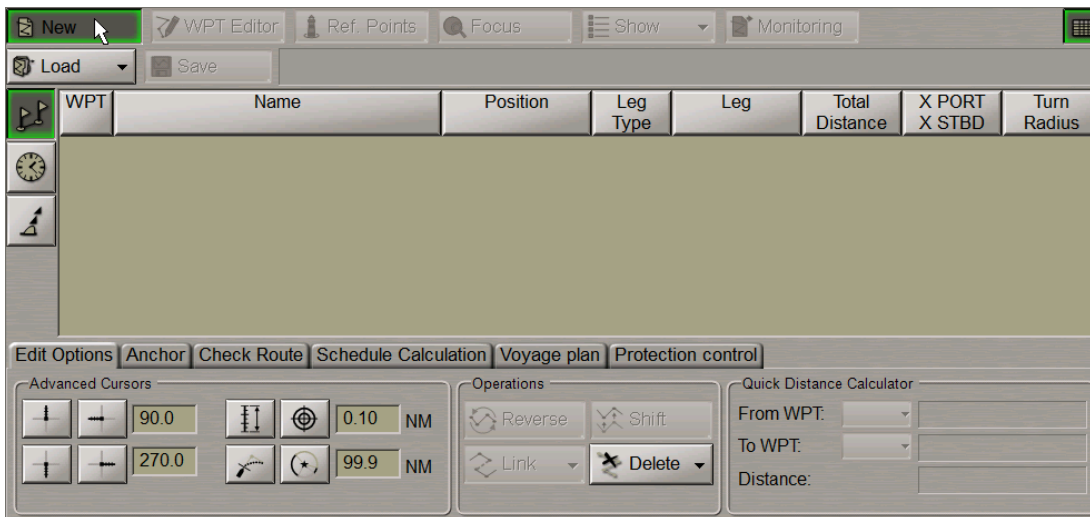 New WPT Editor Ref. Points Focus Show Monitoring
Load Save
WPT Name Position Leg Type Leg Total Distance X PORT X STBD Turn Radius
Edit Options Anchor Check Route Schedule Calculation Voyage plan Protection control
Advanced Cursors Operations Quick Distance Calculator
90.0 0.10 NM Reverse Shift From WPT:
To WPT:
270.0 99.9 NM Link Delete
Distance: